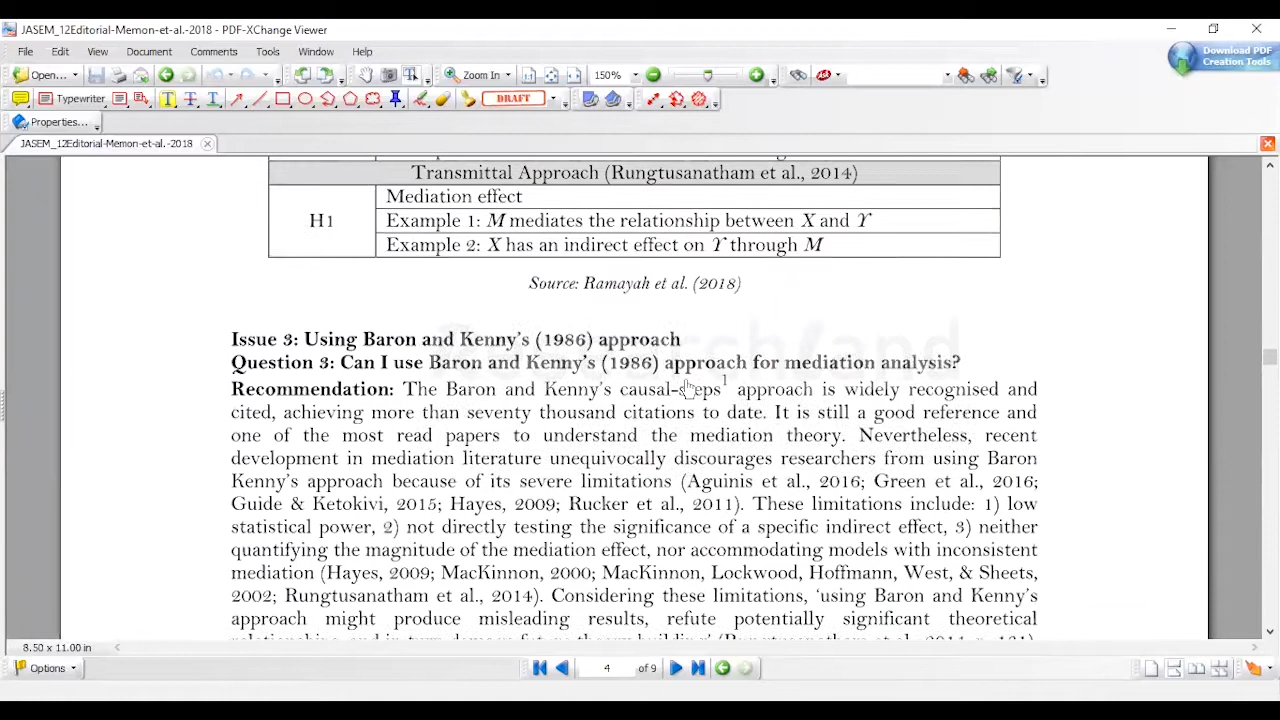 JASEM_12Editorial-Memon-et-al.-2018 - PDF-XChange Viewer
File Edit View Document Comments Tools Window Help
Download PDF
Creation Tools
Open... Zoom In 150%
Typewriter DRAFT
Properties...
JASEM_12Editorial-Memon-et-al.-2018
Transmittal Approach (Rungtusanatham et al., 2014)
Mediation effect
H1 Example 1: M mediates the relationship between X and Y
Example 2: X has an indirect effect on Y through M
Source: Ramayah et al. (2018)
Issue 3: Using Baron and Kenny's (1986) approach
Question 3: Can I use Baron and Kenny's (1986) approach for mediation analysis?
Recommendation: The Baron and Kenny's causal-steps1 approach is widely recognised and
cited, achieving more than seventy thousand citations to date. It is still a good reference and
one of the most read papers to understand the mediation theory. Nevertheless, recent
development in mediation literature unequivocally discourages researchers from using Baron
Kenny's approach because of its severe limitations (Aguinis et al., 2016; Green et al., 2016;
Guide & Ketokivi, 2015; Hayes, 2009; Rucker et al., 2011). These limitations include: 1) low
statistical power, 2) not directly testing the significance of a specific indirect effect, 3) neither
quantifying the magnitude of the mediation effect, nor accommodating models with inconsistent
mediation (Hayes, 2009; MacKinnon, 2000; MacKinnon, Lockwood, Hoffmann, West, & Sheets,
2002; Rungtusanatham et al., 2014). Considering these limitations, 'using Baron and Kenny's
approach might produce misleading results, refute potentially significant theoretical
8.50 x 11.00 in
Options 4 of 9